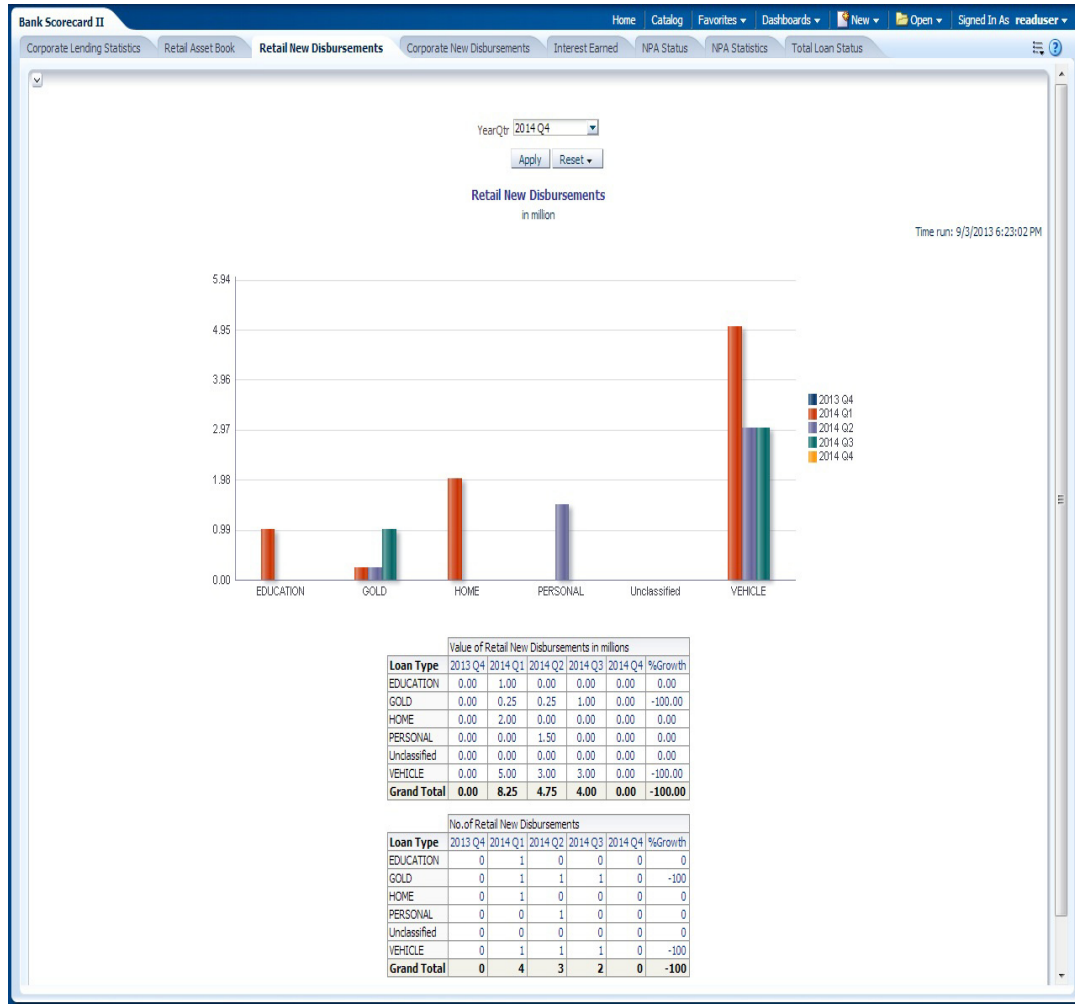 Bank Scorecard II Home Catalog Favorites Dashboards New Open Signed In As readuser
Corporate Lending Statistics Retail Asset Book Retail New Disbursements Corporate New Disbursements Interest Earned NPA Status NPA Statistics Total Loan Status
YearQtr 2014 Q4
Apply Reset
Retail New Disbursements
in million
Time run: 9/3/2013 6:23:02 PM
5.94
4.95
3.96
2.97
1.98
0.99
0.00
2013 Q4
2014 Q1
2014 Q2
2014 Q3
2014 Q4
EDUCATION GOLD HOME PERSONAL Unclassified VEHICLE
Value of Retail New Disbursements in millions
Loan Type 2013 Q4 2014 Q1 2014 Q2 2014 Q3 2014 Q4 %Growth
EDUCATION 0.00 1.00 0.00 0.00 0.00 0.00
GOLD 0.00 0.25 0.25 1.00 0.00 -100.00
HOME 0.00 2.00 0.00 0.00 0.00 0.00
PERSONAL 0.00 0.00 1.50 0.00 0.00 0.00
Unclassified 0.00 0.00 0.00 0.00 0.00 0.00
VEHICLE 0.00 5.00 3.00 3.00 0.00 -100.00
Grand Total 0.00 8.25 4.75 4.00 0.00 -100.00
No.of Retail New Disbursements
Loan Type 2013 Q4 2014 Q1 2014 Q2 2014 Q3 2014 Q4 %Growth
EDUCATION 0 1 0 0 0 0
GOLD 0 1 1 1 0 -100
HOME 0 1 0 0 0 0
PERSONAL 0 0 1 0 0 0
Unclassified 0 0 0 0 0 0
VEHICLE 0 1 1 1 0 -100
Grand Total 0 4 3 2 0 -100